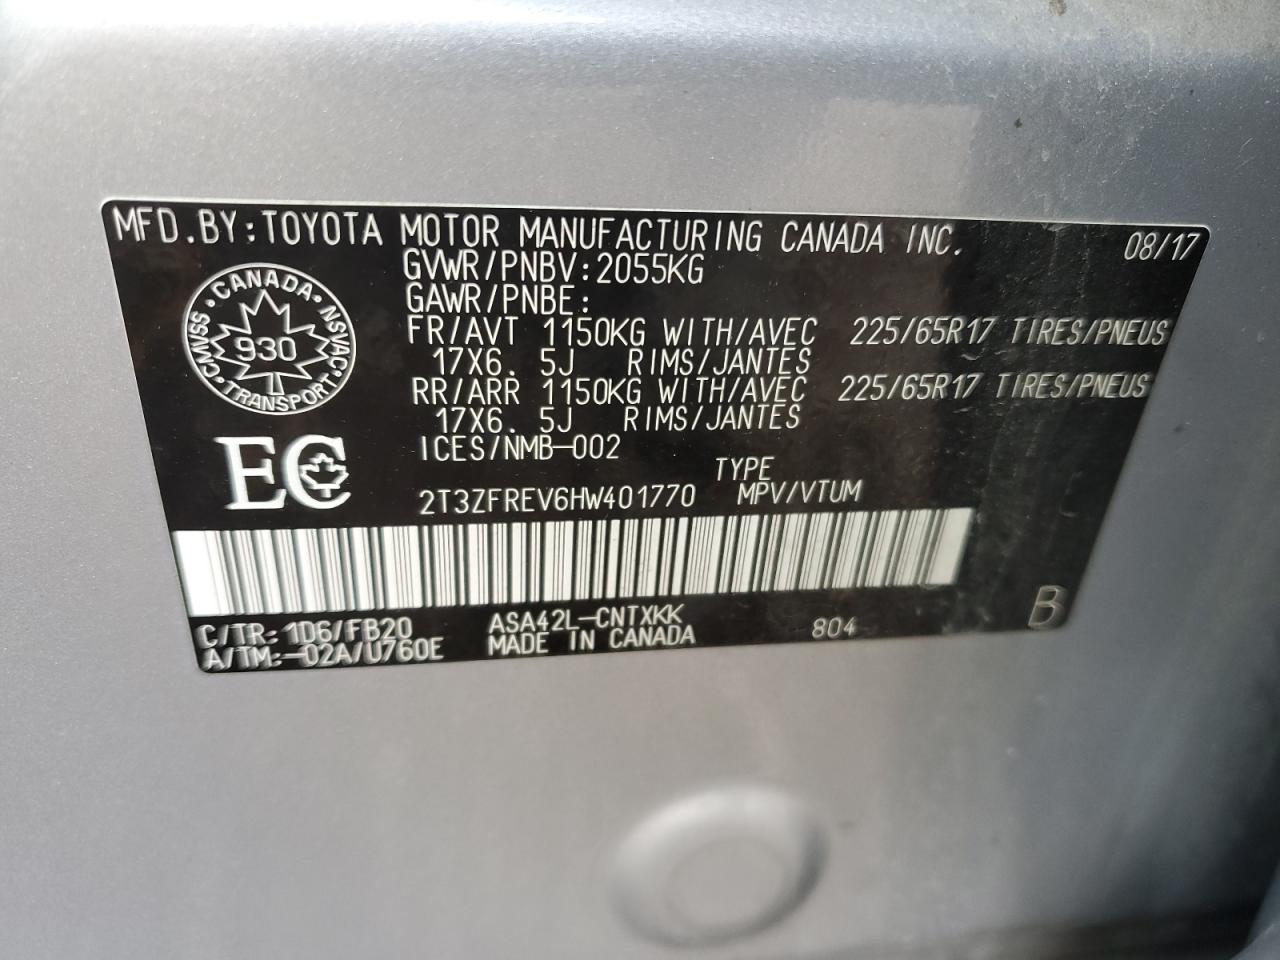 MFD.BY:TOYOTA MOTOR MANUFACTURING CANADA INC. 08/17
GVWR/PNBV:2055KG
GAWR/PNBE:
FR/AVT 1150KG WITH/AVEC 225/65R17 TIRES/PNEUS
17X6. 5J RIMS/JANTES
RR/ARR 1150KG WITH/AVEC 225/65R17 TIRES/PNEUS
17X6. 5J RIMS/JANTES
ICES/NMB-002
CANADA · NSVAC · TRANSPORT · CMVSS ·
930
EC
TYPE
2T3ZFREV6HW401770 MPV/VTUM
C/TR: 1D6/FB20 ASA42L-CNTXKK 804 B
A/TM:-02A/U760E MADE IN CANADA